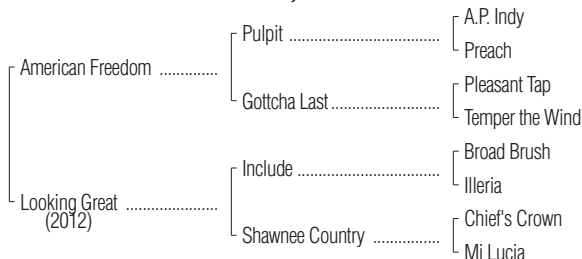 A.P. Indy
Pulpit ..........................................
Preach
American Freedom ..............
Pleasant Tap
Gottcha Last..............................
Temper the Wind
Broad Brush
Include ........................................
Illeria
Looking Great ......................
(2012)
Chief's Crown
Shawnee Country ...................
Mi Lucia